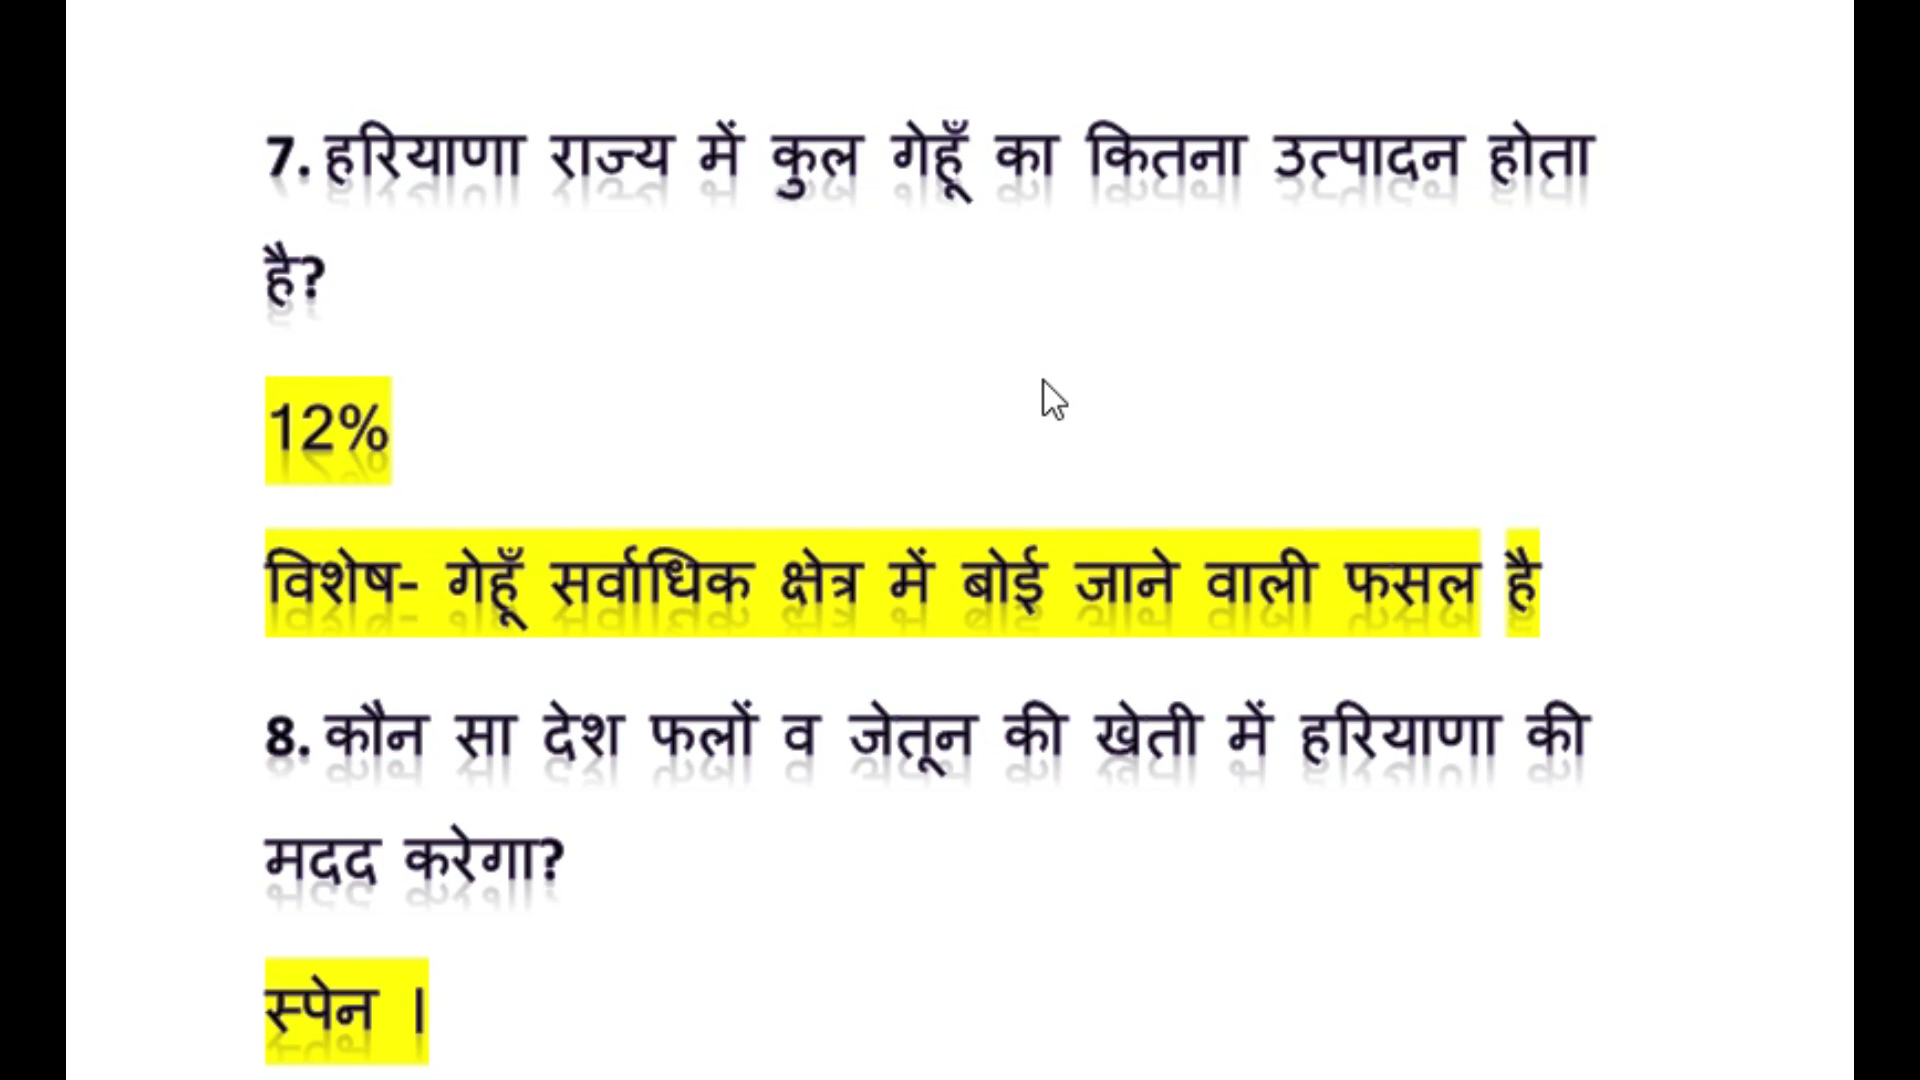 7. हरियाणा राज्य में कुल गेहूँ का कितना उत्पादन होता
है?
12%
विशेष- गेहूँ सर्वाधिक क्षेत्र में बोई जाने वाली फसल है
8. कौन सा देश फलों व जेतून की खेती में हरियाणा की
मदद करेगा?
स्पेन ।